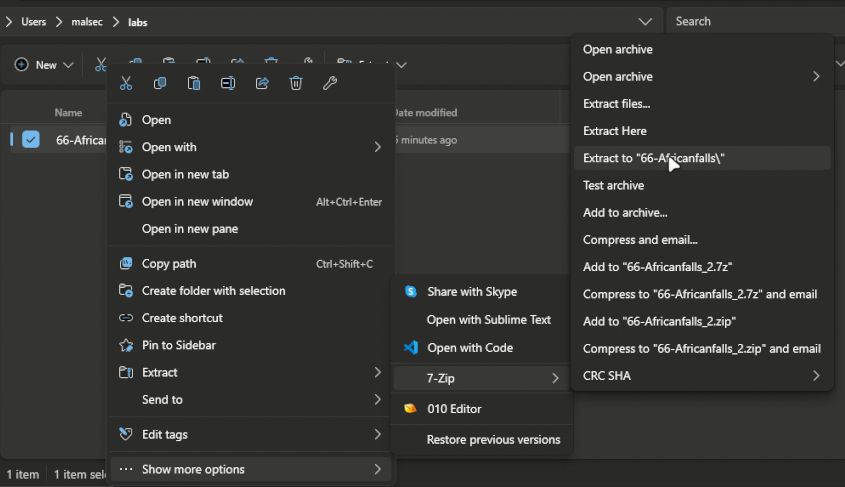 Users malsec labs
Search
New
Name
Date modified
minutes ago
Open
Open with
Open in new tab
Open in new window Alt+Ctrl+Enter
Open in new pane
Copy path Ctrl+Shift+C
Create folder with selection
Create shortcut
Pin to Sidebar
Extract
Send to
Edit tags
Show more options
Share with Skype
Open with Sublime Text
Open with Code
7-Zip
010 Editor
Restore previous versions
Open archive
Open archive
Extract files...
Extract Here
Extract to "66-Africanfalls\"
Test archive
Add to archive...
Compress and email...
Add to "66-Africanfalls_2.7z"
Compress to "66-Africanfalls_2.7z" and email
Add to "66-Africanfalls_2.zip"
Compress to "66-Africanfalls_2.zip" and email
CRC SHA
1 item 1 item